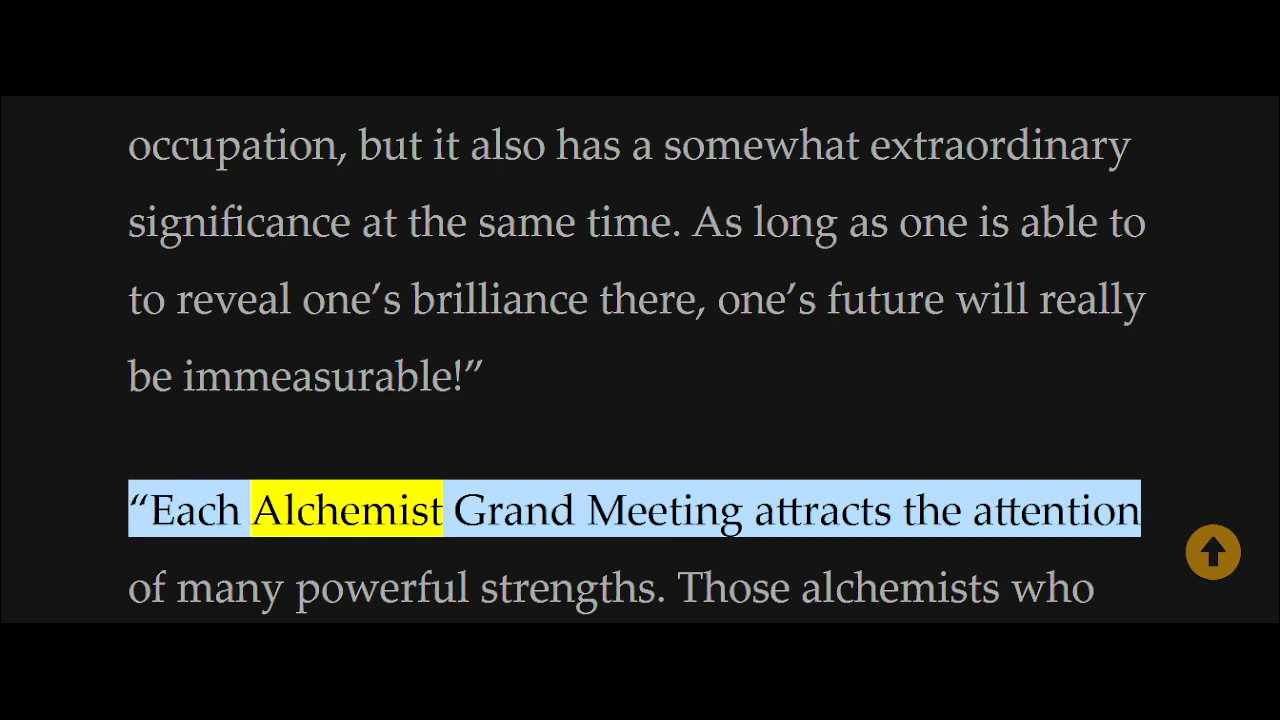 occupation, but it also has a somewhat extraordinary
significance at the same time. As long as one is able to
to reveal one’s brilliance there, one’s future will really
be immeasurable!”
“Each Alchemist Grand Meeting attracts the attention
of many powerful strengths. Those alchemists who